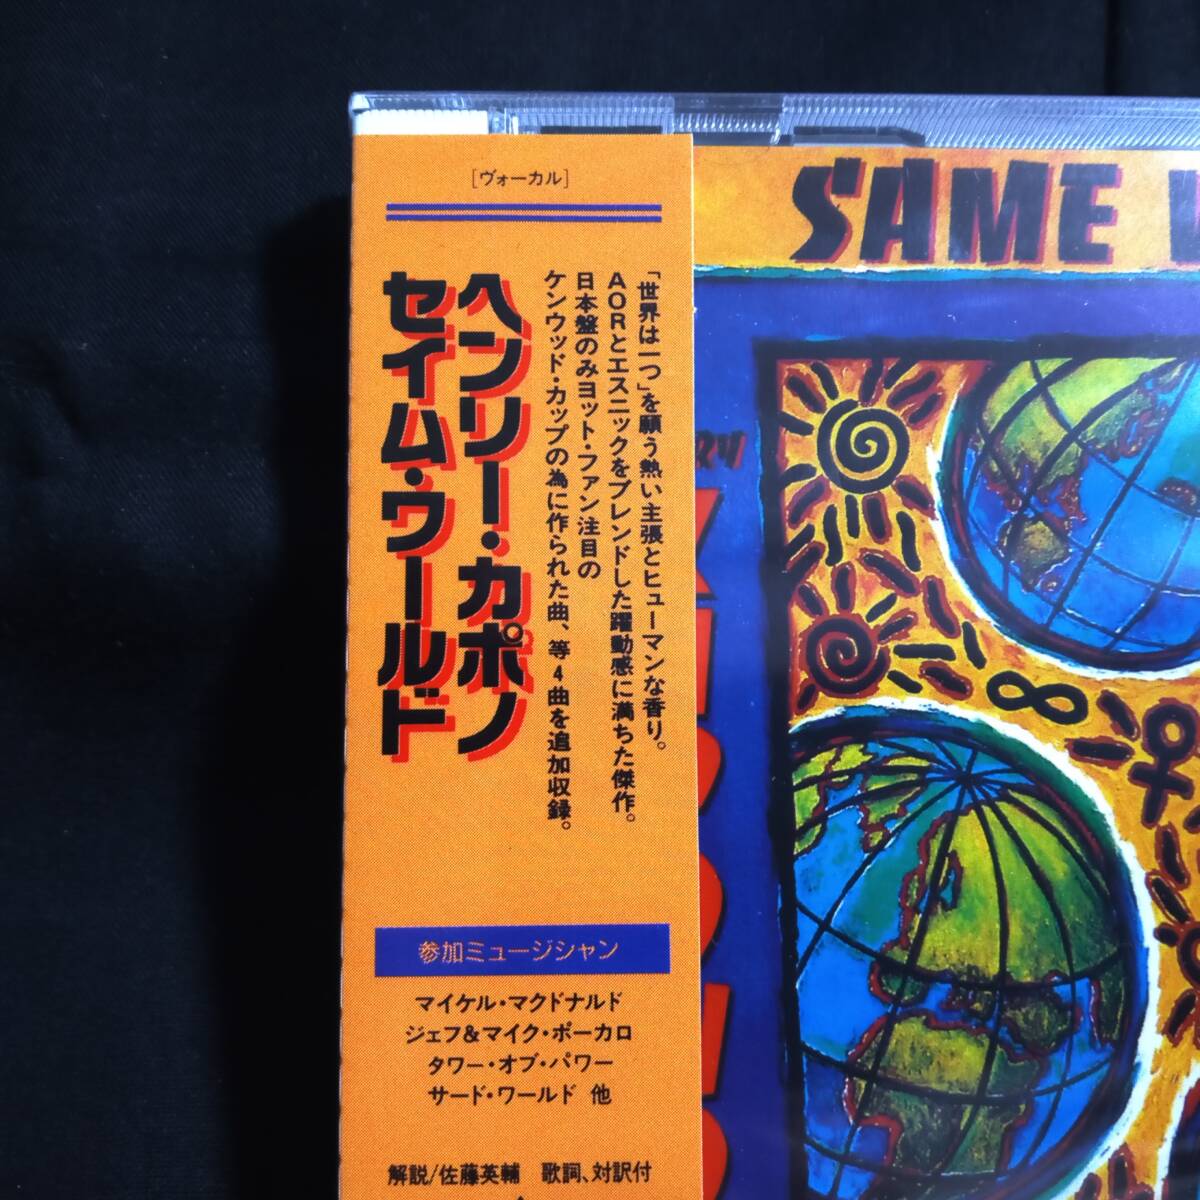 [ヴォーカル]
ヘンリー・カポノ
セイム・ワールド
「世界は一つ」を願う熱い主張とヒューマンな香り。
AORとエスニックをブレンドした躍動感に満ちた傑作。
日本盤のみヨット・ファン注目の
ケンウッド・カップの為に作られた曲、等4曲を追加収録。
参加ミュージシャン
マイケル・マクドナルド
ジェフ&マイク・ポーカロ
タワー・オブ・パワー
サード・ワールド 他
解説/佐藤英輔 歌詞、対訳付
SAME